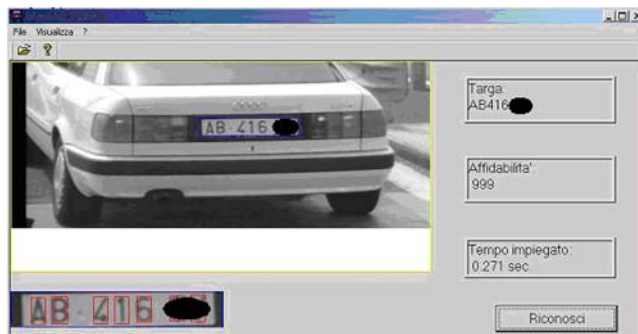 File Visualizza ?
AB·416
Targa:
AB416
Affidabilita':
999
Tempo impiegato:
0.271 sec.
AB·416
Riconosci